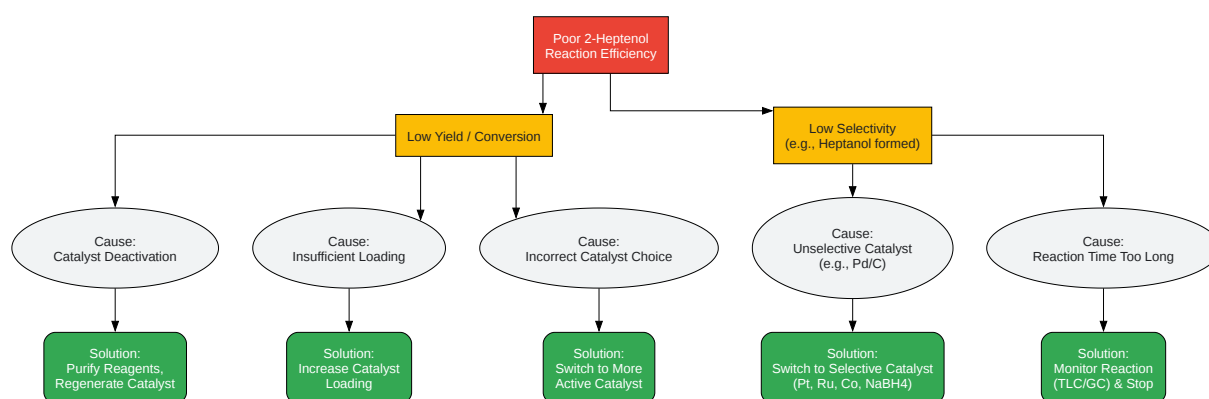 Poor 2-Heptenol
Reaction Efficiency
Low Yield / Conversion
Low Selectivity
(e.g., Heptanol formed)
Cause:
Catalyst Deactivation
Cause:
Insufficient Loading
Cause:
Incorrect Catalyst Choice
Cause:
Unselective Catalyst
(e.g., Pd/C)
Cause:
Reaction Time Too Long
Solution:
Purify Reagents,
Regenerate Catalyst
Solution:
Increase Catalyst
Loading
Solution:
Switch to More
Active Catalyst
Solution:
Switch to Selective Catalyst
(Pt, Ru, Co, NaBH4)
Solution:
Monitor Reaction
(TLC/GC) & Stop